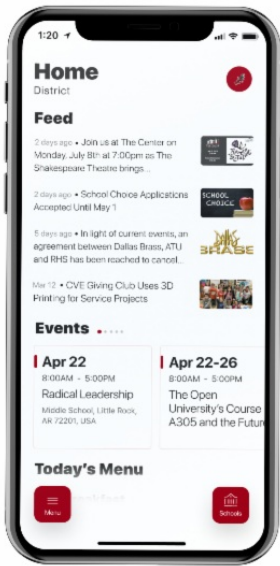 1:20
Home
District
Feed
2 days ago • Join us at The Center on
Monday, July 8th at 7:00pm as The
Shakespeare Theatre brings...
2 days ago • School Choice Applications
Accepted Until May 1
SCHOOL
CHOICE
5 days ago • In light of current events, an
agreement between Dallas Brass, ATU
and RHS has been reached to cancel...
BRASS
Mar 12 • CVE Giving Club Uses 3D
Printing for Service Projects
Events
Apr 22
8:00AM - 5:00PM
Radical Leadership
Middle School, Little Rock,
AR 72201, USA
Apr 22-26
8:00AM - 5:00PM
The Open
University's Course
A305 and the Futur
Today's Menu
Menu
Schools